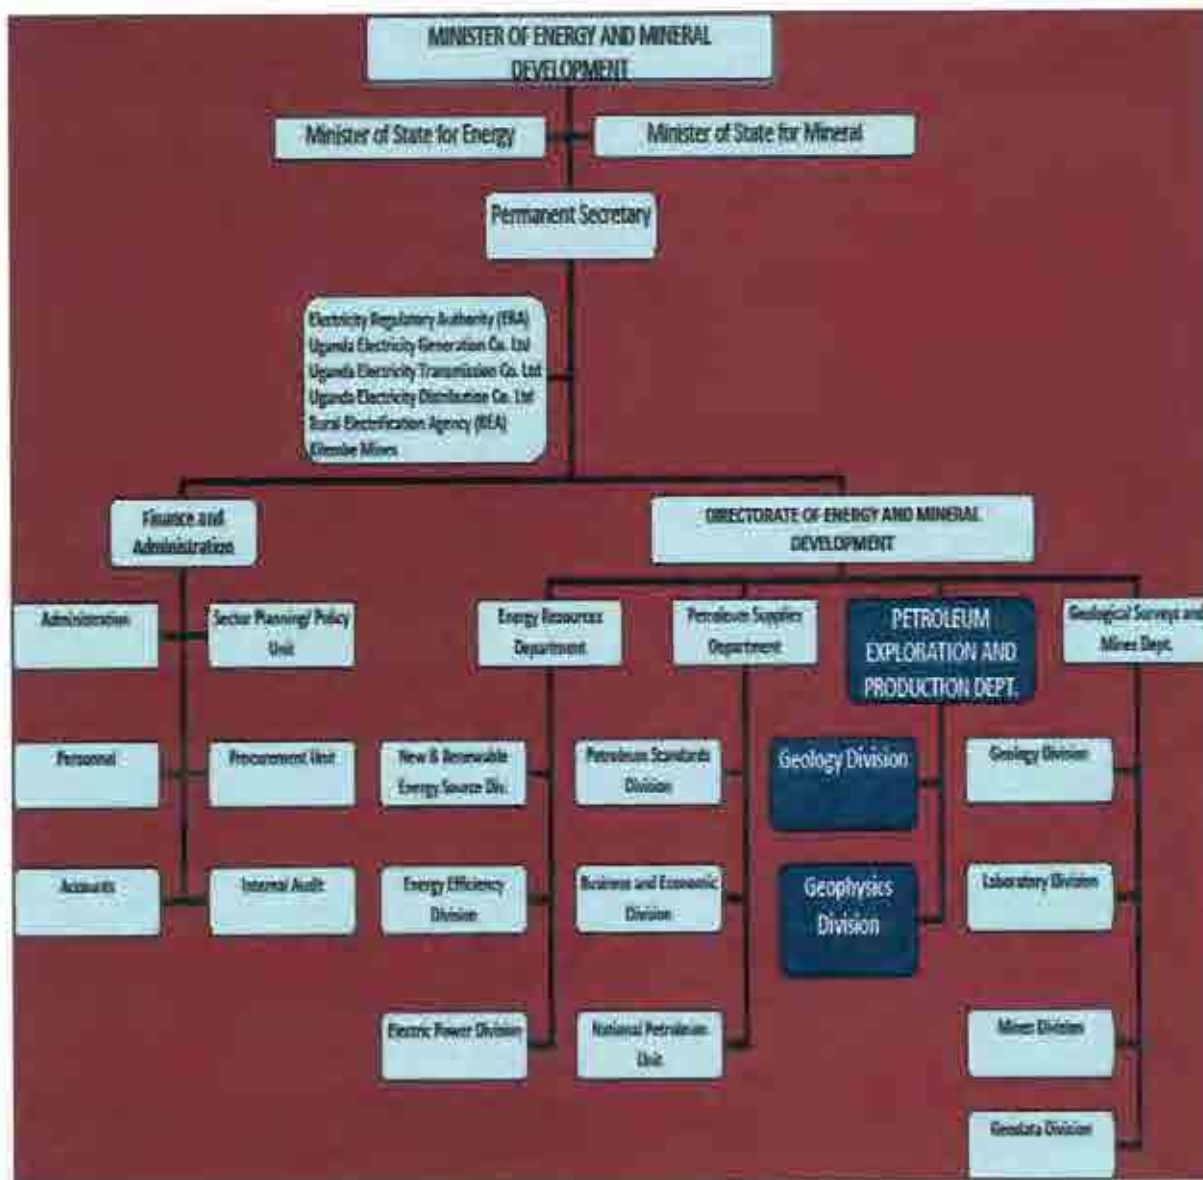 MINISTER OF ENERGY AND MINERAL
DEVELOPMENT
Minister of State for Energy
Minister of State for Mineral
Permanent Secretary
Electricity Regulatory Authority (ERA)
Uganda Electricity Generation Co. Ltd
Uganda Electricity Transmission Co. Ltd
Uganda Electricity Distribution Co. Ltd
Rural Electrification Agency (REA)
Kilembe Mines
Finance and
Administration
DIRECTORATE OF ENERGY AND MINERAL
DEVELOPMENT
Administration
Sector Planning/ Policy
Unit
Energy Resources
Department
Petroleum Supplies
Department
PETROLEUM
EXPLORATION AND
PRODUCTION DEPT.
Geological Surveys and
Mines Dept.
Personnel
Procurement Unit
New & Renewable
Energy Source Div.
Petroleum Standards
Division
Geology Division
Geology Division
Accounts
Internal Audit
Energy Efficiency
Division
Business and Economic
Division
Geophysics
Division
Laboratory Division
Electric Power Division
National Petroleum
Unit
Mines Division
Geodata Division